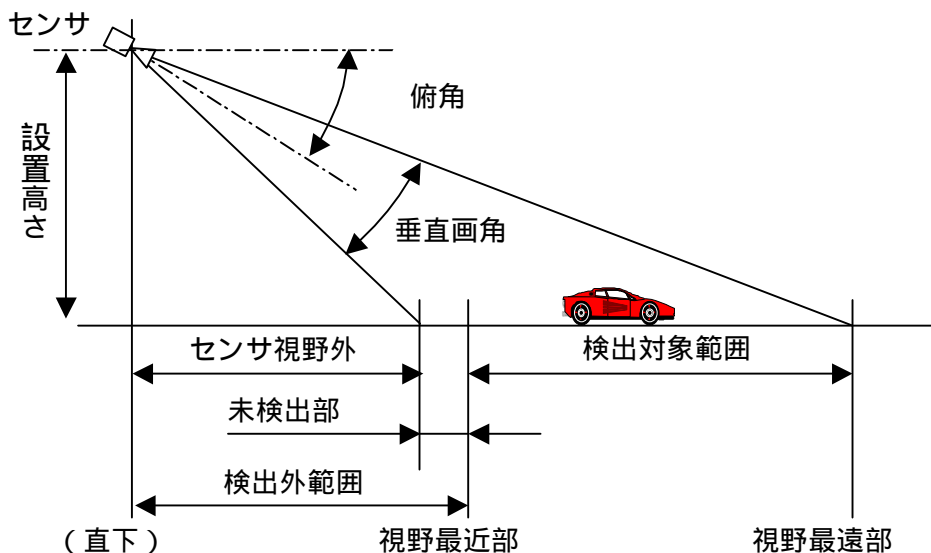 センサ
俯角
設置高さ
垂直画角
センサ視野外
検出対象範囲
未検出部
検出外範囲
(直下)
視野最近部
視野最遠部